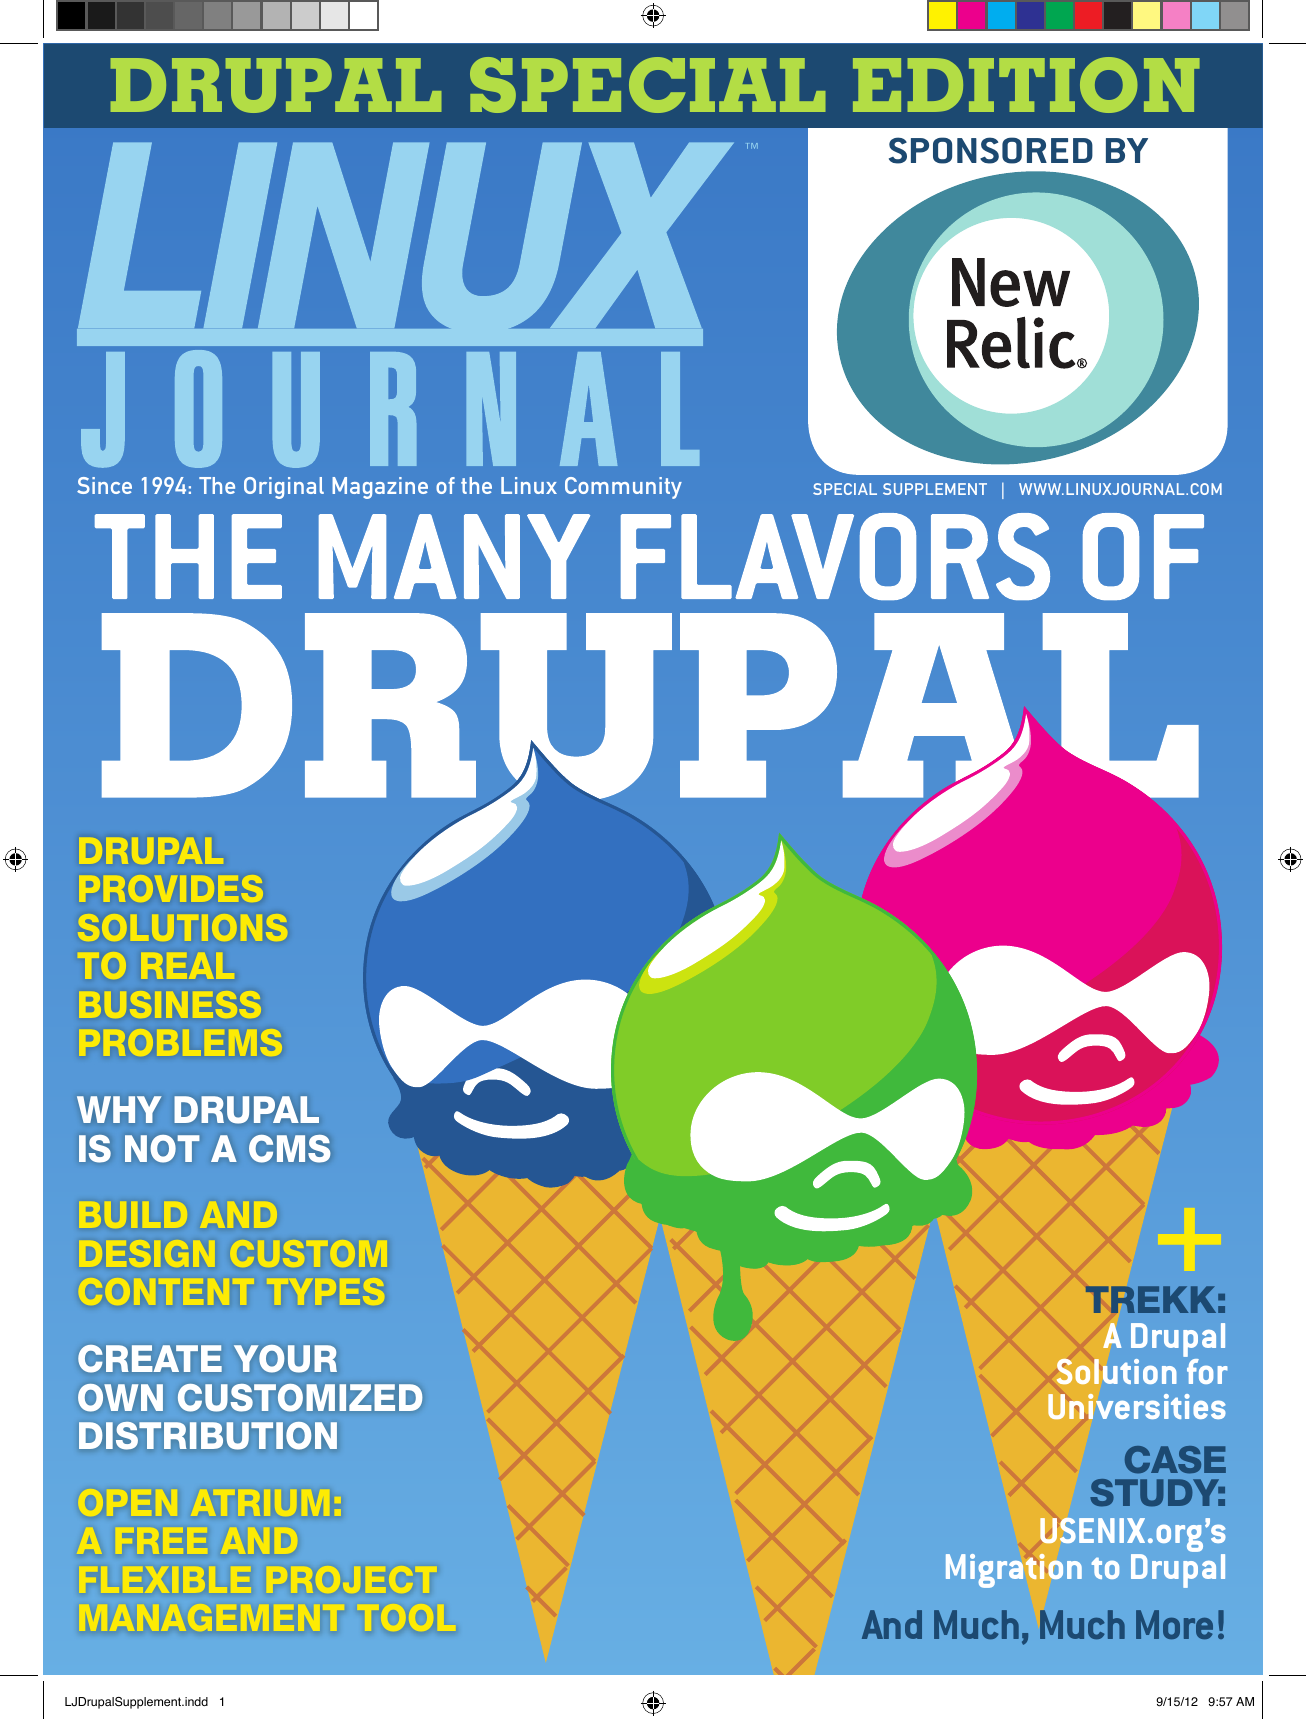 DRUPAL SPECIAL EDITION
LINUX ™
JOURNAL
Since 1994: The Original Magazine of the Linux Community
SPONSORED BY
New
Relic®
SPECIAL SUPPLEMENT | WWW.LINUXJOURNAL.COM
THE MANY FLAVORS OF
DRUPAL
DRUPAL
PROVIDES
SOLUTIONS
TO REAL
BUSINESS
PROBLEMS
WHY DRUPAL
IS NOT A CMS
BUILD AND
DESIGN CUSTOM
CONTENT TYPES
CREATE YOUR
OWN CUSTOMIZED
DISTRIBUTION
OPEN ATRIUM:
A FREE AND
FLEXIBLE PROJECT
MANAGEMENT TOOL
+
TREKK:
A Drupal
Solution for
Universities
CASE
STUDY:
USENIX.org’s
Migration to Drupal
And Much, Much More!
LJDrupalSupplement.indd 1
9/15/12 9:57 AM